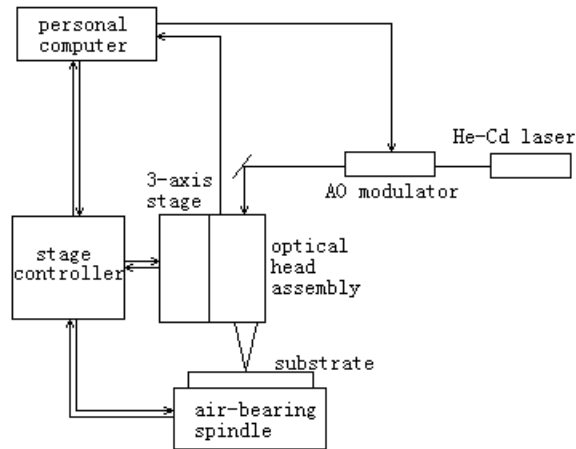 personal
computer
He-Cd laser
AO modulator
3-axis
stage
stage
controller
optical
head
assembly
substrate
air-bearing
spindle